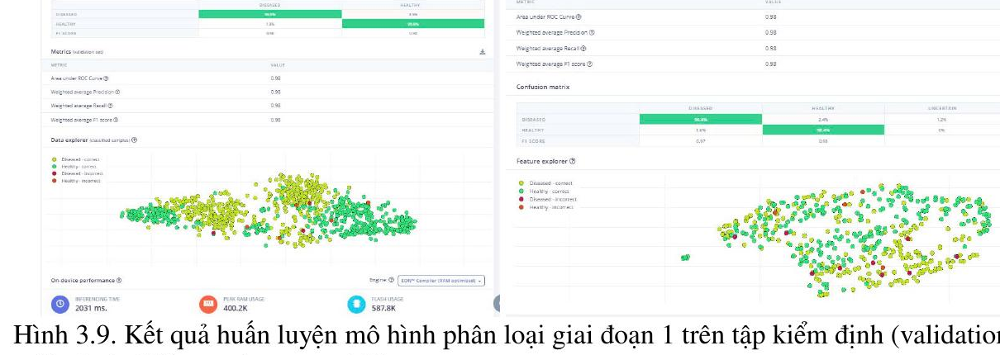 DISEASED HEALTHY
DISEASED
HEALTHY 1.3%
F1 SCORE 0.98 0.98
Metrics (validation set)
METRIC VALUE
Area under ROC Curve 0.98
Weighted average Precision 0.98
Weighted average Recall 0.98
Weighted average F1 score 0.98
Data explorer (classified samples)
Diseased - correct
Healthy - correct
Diseased - incorrect
Healthy - incorrect
On-device performance Engine: EON™ Compiler (RAM optimized)
INFERENCING TIME
2031 ms.
PEAK RAM USAGE
400.2K
FLASH USAGE
587.8K
METRIC VALUE
Area under ROC Curve 0.98
Weighted average Precision 0.98
Weighted average Recall 0.98
Weighted average F1 score 0.98
Confusion matrix
DISEASED HEALTHY UNCERTAIN
DISEASED 96.4% 2.4% 1.2%
HEALTHY 1.6% 98.4% 0%
F1 SCORE 0.97 0.98
Feature explorer
Diseased - correct
Healthy - correct
Diseased - incorrect
Healthy - incorrect
Hình 3.9. Kết quả huấn luyện mô hình phân loại giai đoạn 1 trên tập kiểm định (validation